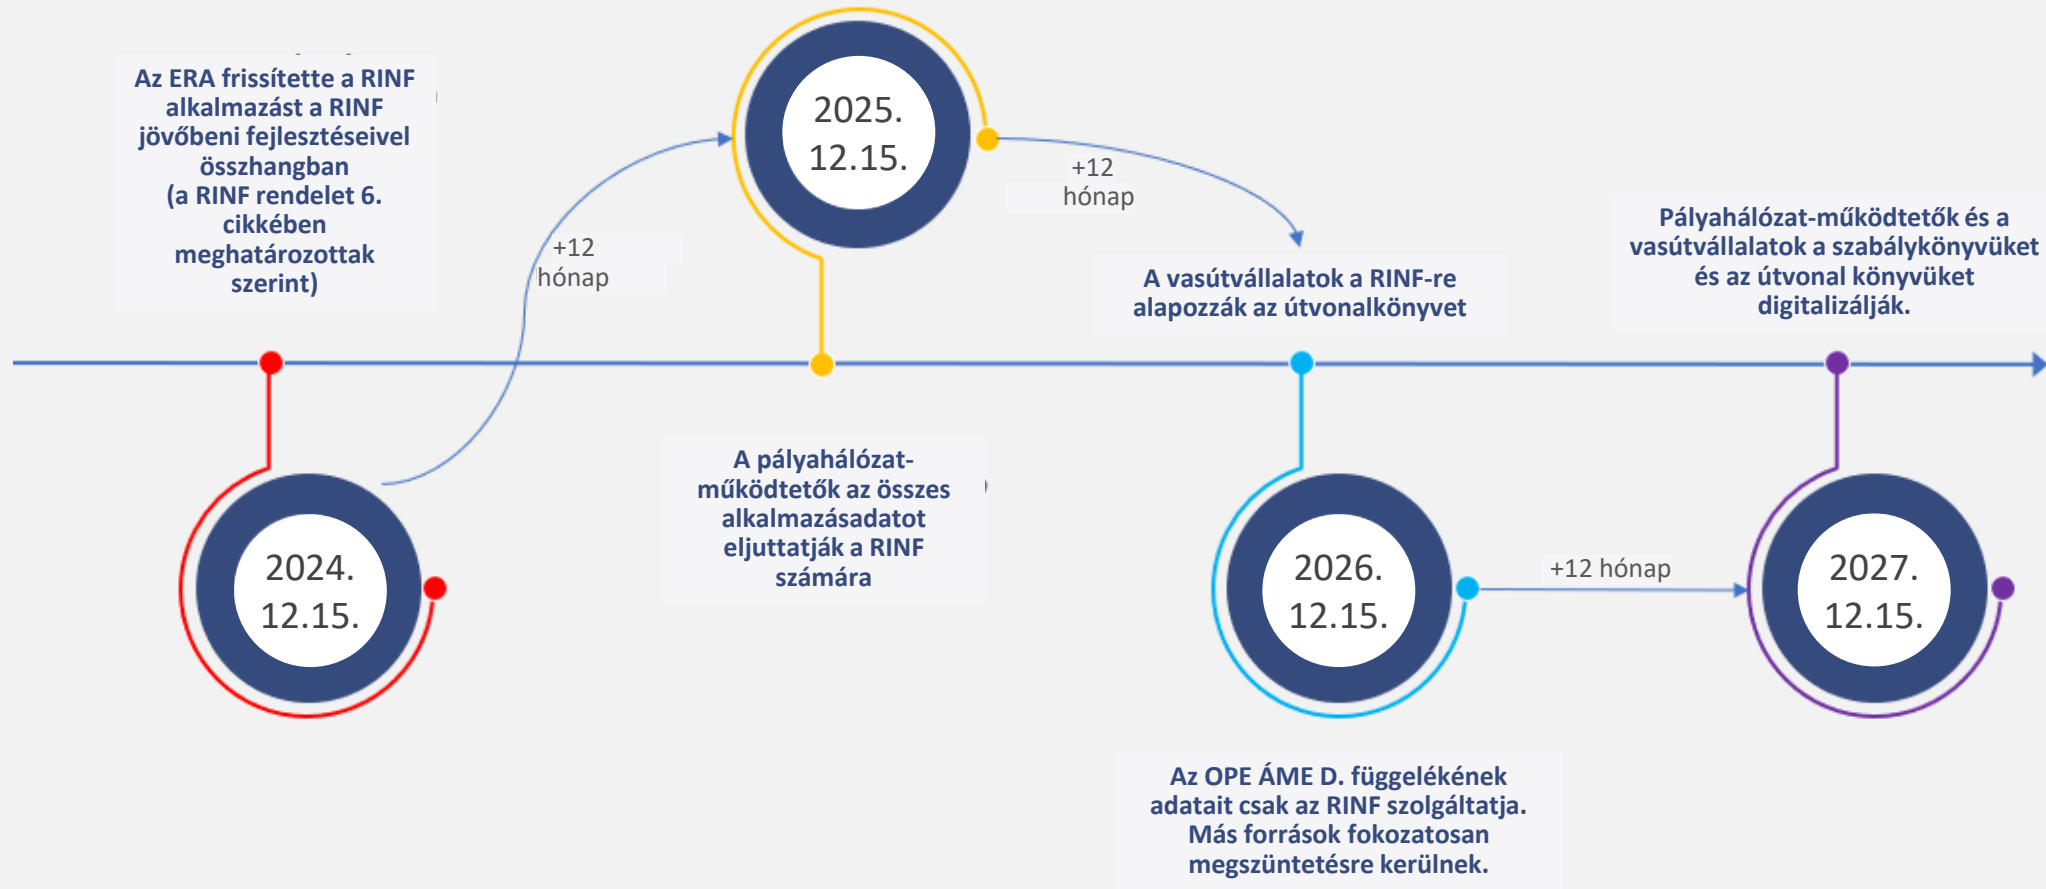 Az ERA frissítette a RINF
alkalmazást a RINF
jövőbeni fejlesztéseivel
összhangban
(a RINF rendelet 6.
cikkében
meghatározottak
szerint)
2025.
12.15.
+12
hónap
+12
hónap
A vasútvállalatok a RINF-re
alapozzák az útvonalkönyvet
Pályahálózat-működtetők és a
vasútvállalatok a szabálykönyvüket
és az útvonal könyvüket
digitalizálják.
2024.
12.15.
A pályahálózat-
működtetők az összes
alkalmazásadatot
eljuttatják a RINF
számára
2026.
12.15.
+12 hónap
2027.
12.15.
Az OPE ÁME D. függelékének
adatait csak az RINF szolgáltatja.
Más források fokozatosan
megszüntetésre kerülnek.